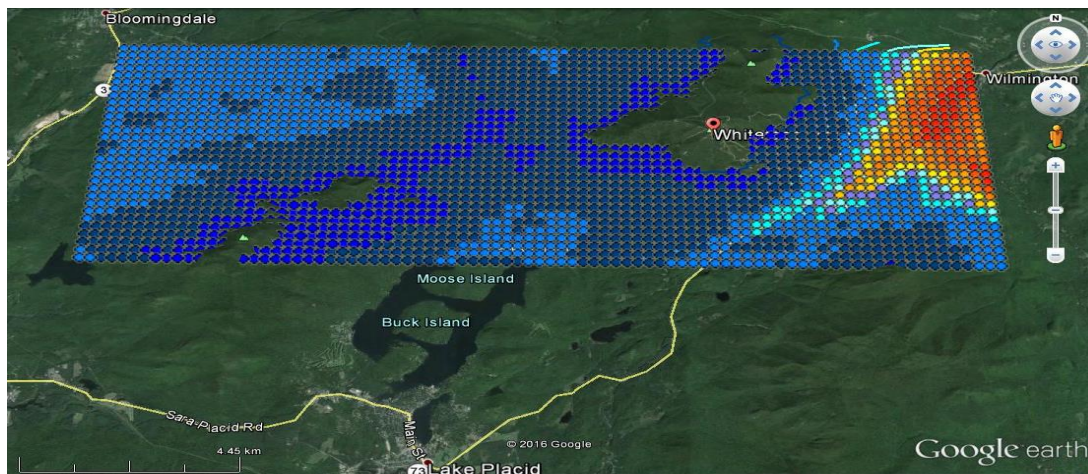 Bloomingdale
N
3
Wilmington
White
Moose Island
Buck Island
Sara-Placid Rd
Main St
4.45 km
© 2016 Google
Google earth
73
Lake Placid